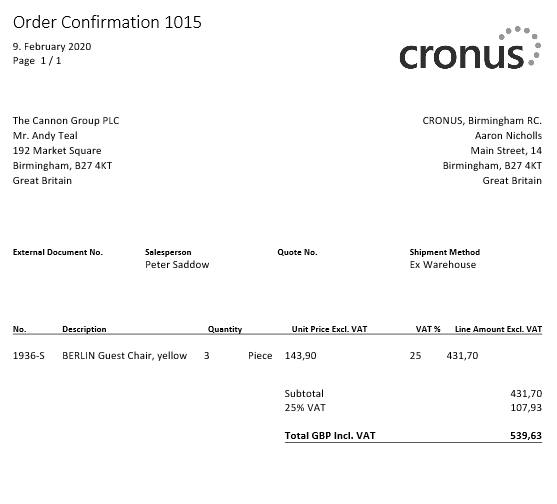 Order Confirmation 1015
9. February 2020
Page 1 / 1
cronus
The Cannon Group PLC
Mr. Andy Teal
192 Market Square
Birmingham, B27 4KT
Great Britain
CRONUS, Birmingham RC.
Aaron Nicholls
Main Street, 14
Birmingham, B27 4KT
Great Britain
External Document No. Salesperson Quote No. Shipment Method
Peter Saddow Ex Warehouse
No. Description Quantity Unit Price Excl. VAT VAT % Line Amount Excl. VAT
1936-S BERLIN Guest Chair, yellow 3 Piece 143,90 25 431,70
Subtotal 431,70
25% VAT 107,93
Total GBP Incl. VAT 539,63